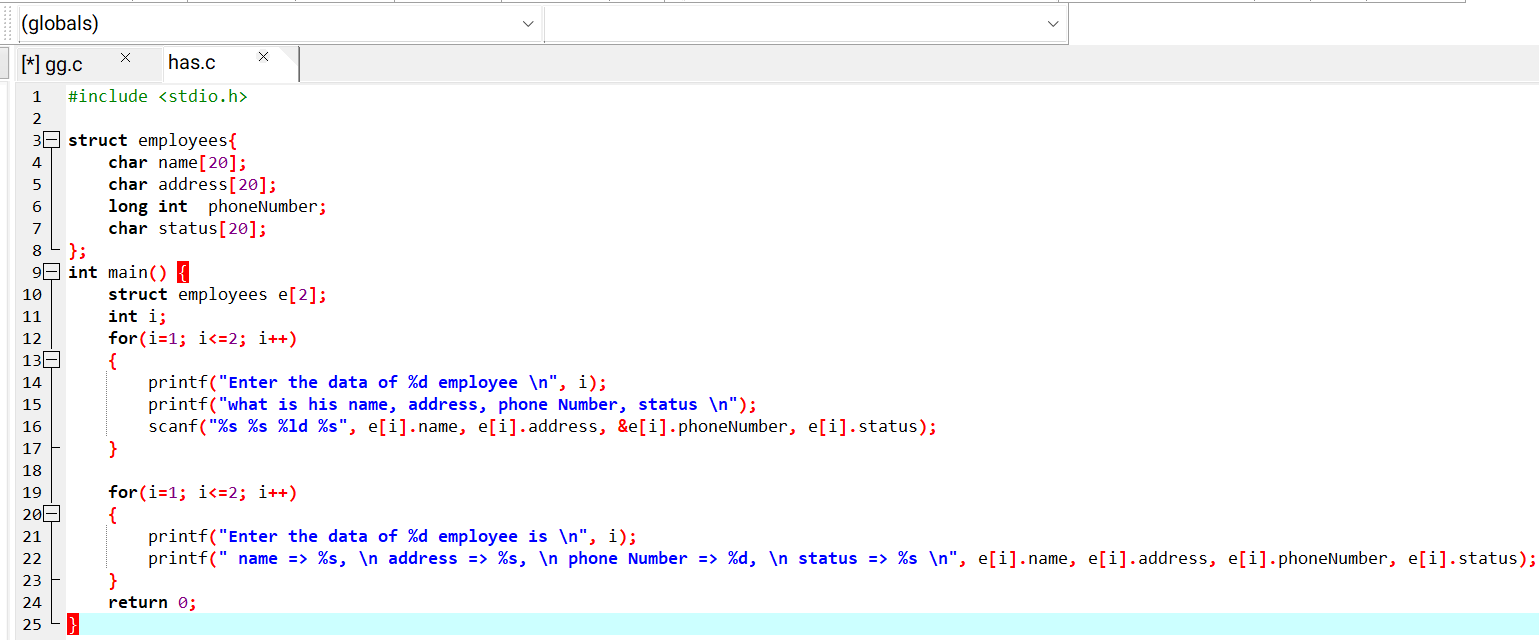 (globals)
[*] gg.c × has.c ×
1 #include <stdio.h>
2
3 struct employees{
4     char name[20];
5     char address[20];
6     long int  phoneNumber;
7     char status[20];
8 };
9 int main() {
10     struct employees e[2];
11     int i;
12     for(i=1; i<=2; i++)
13     {
14         printf("Enter the data of %d employee \n", i);
15         printf("what is his name, address, phone Number, status \n");
16         scanf("%s %s %ld %s", e[i].name, e[i].address, &e[i].phoneNumber, e[i].status);
17     }
18
19     for(i=1; i<=2; i++)
20     {
21         printf("Enter the data of %d employee is \n", i);
22         printf(" name => %s, \n address => %s, \n phone Number => %d, \n status => %s \n", e[i].name, e[i].address, e[i].phoneNumber, e[i].status);
23     }
24     return 0;
25 }